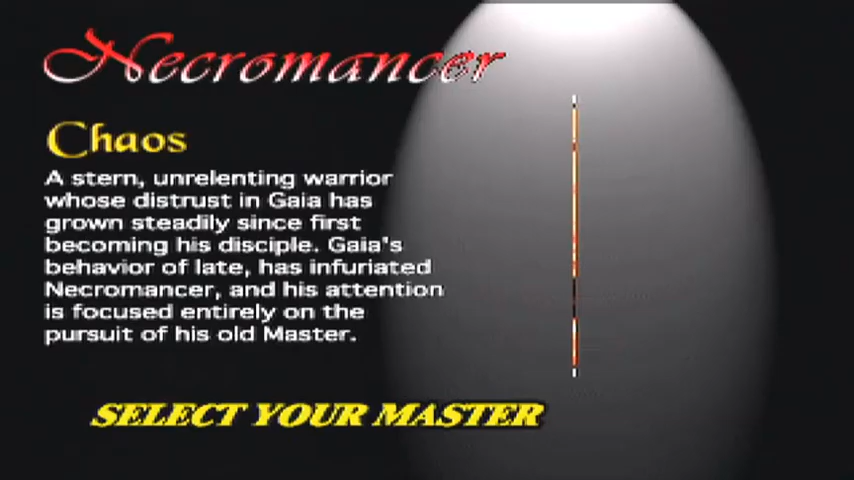 Necromancer
Chaos
A stern, unrelenting warrior
whose distrust in Gaia has
grown steadily since first
becoming his disciple. Gaia's
behavior of late, has infuriated
Necromancer, and his attention
is focused entirely on the
pursuit of his old Master.
SELECT YOUR MASTER